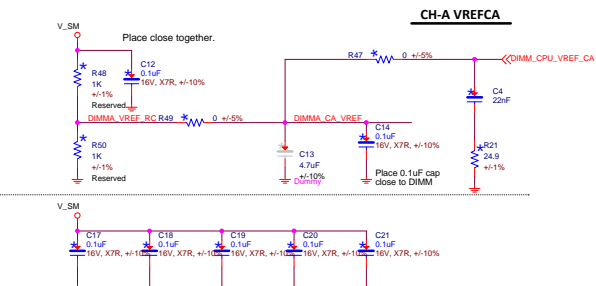 CH-A VREFCA
V_SM
Place close together.
R47 0 +/-5%
DIMM_CPU_VREF_CA
C12
0.1uF
16V, X7R, +/-10%
R48
1K
+/-1%
Reserved
C4
22nF
DIMMA_VREF_RC R49 0 +/-5%
DIMMA_CA_VREF
C14
0.1uF
16V, X7R, +/-10%
R50
1K
+/-1%
Reserved
C13
4.7uF
+/-10%
Dummy
R21
24.9
+/-1%
Place 0.1uF cap
close to DIMM
V_SM
C17
0.1uF
16V, X7R, +/-10%
C18
0.1uF
16V, X7R, +/-10%
C19
0.1uF
16V, X7R, +/-10%
C20
0.1uF
16V, X7R, +/-10%
C21
0.1uF
16V, X7R, +/-10%